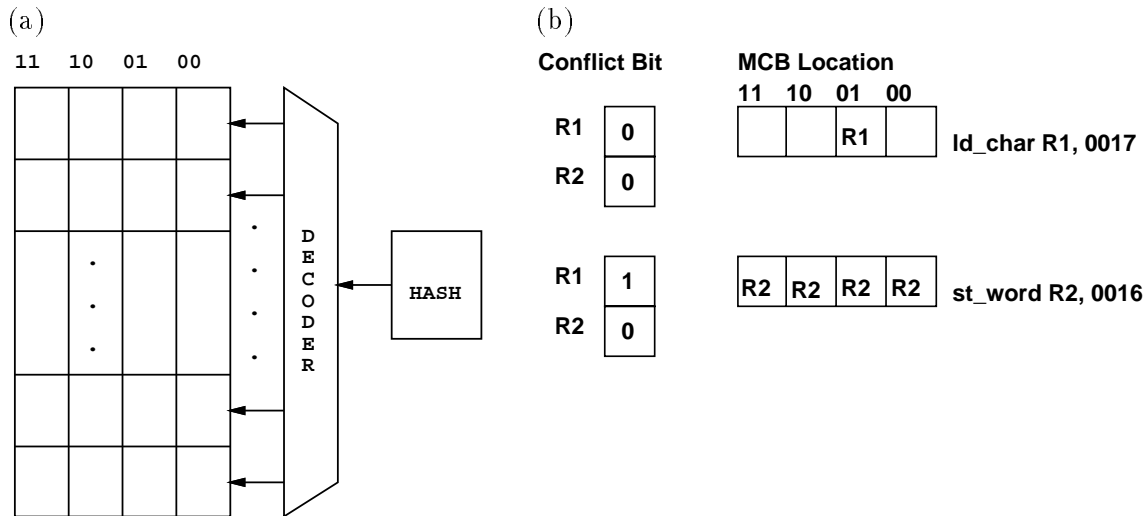 (a)
11 10 01 00
DECODER
HASH
(b)
Conflict Bit
MCB Location
11 10 01 00
R1 0
R2 0
R1
ld_char R1, 0017
R1 1
R2 0
R2 R2 R2 R2
st_word R2, 0016